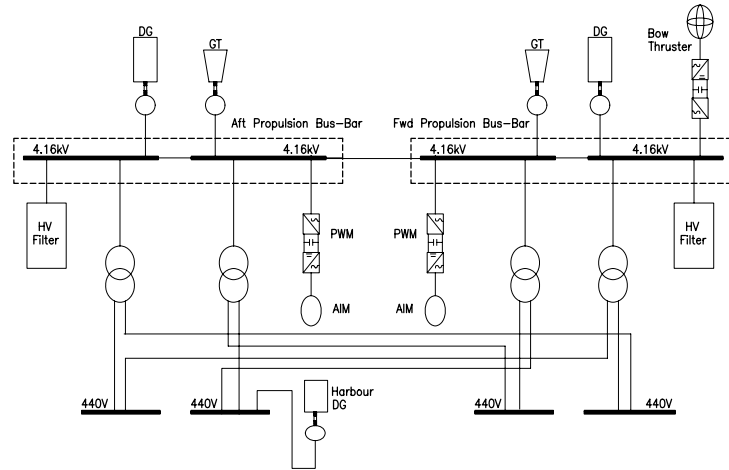 DG
GT
GT
DG
Bow
Thruster
Aft Propulsion Bus-Bar
Fwd Propulsion Bus-Bar
4.16kV
4.16kV
4.16kV
4.16kV
HV
Filter
PWM
PWM
HV
Filter
AIM
AIM
440V
440V
Harbour
DG
440V
440V